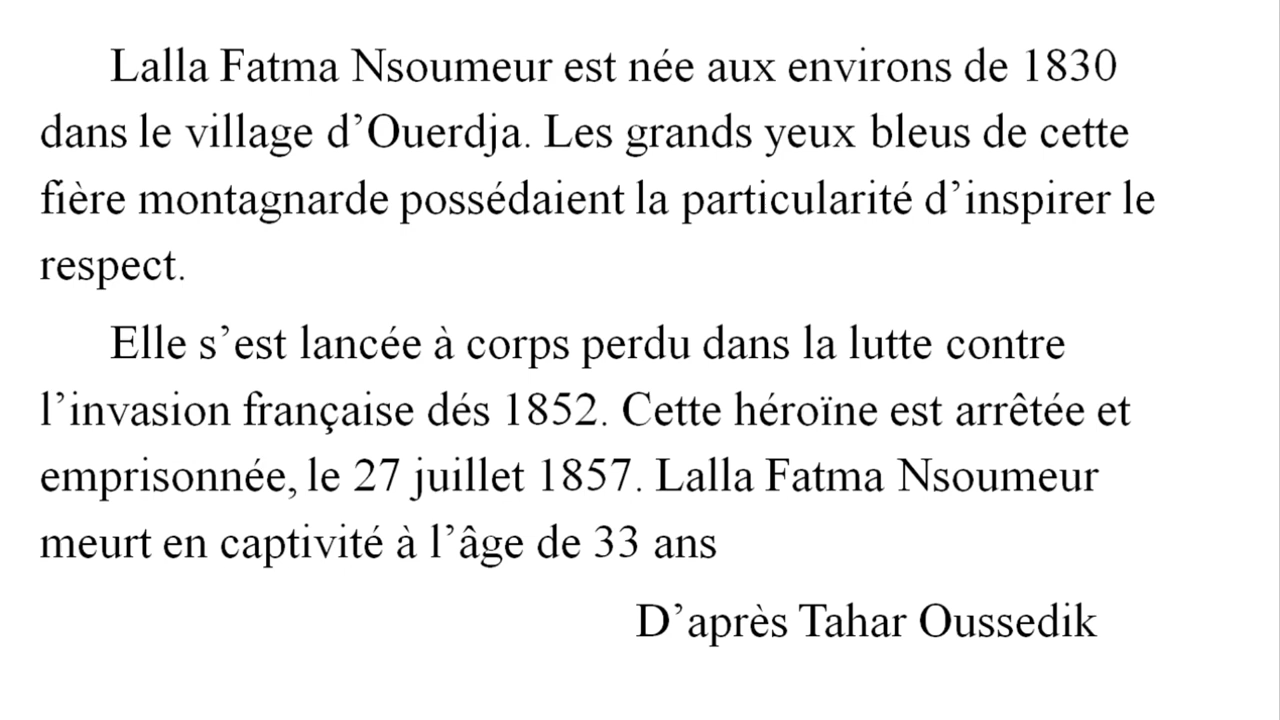 Lalla Fatma Nsoumeur est née aux environs de 1830
dans le village d’Ouerdja. Les grands yeux bleus de cette
fière montagnarde possédaient la particularité d’inspirer le
respect.
Elle s’est lancée à corps perdu dans la lutte contre
l’invasion française dés 1852. Cette héroïne est arrêtée et
emprisonnée, le 27 juillet 1857. Lalla Fatma Nsoumeur
meurt en captivité à l’âge de 33 ans
D’après Tahar Oussedik